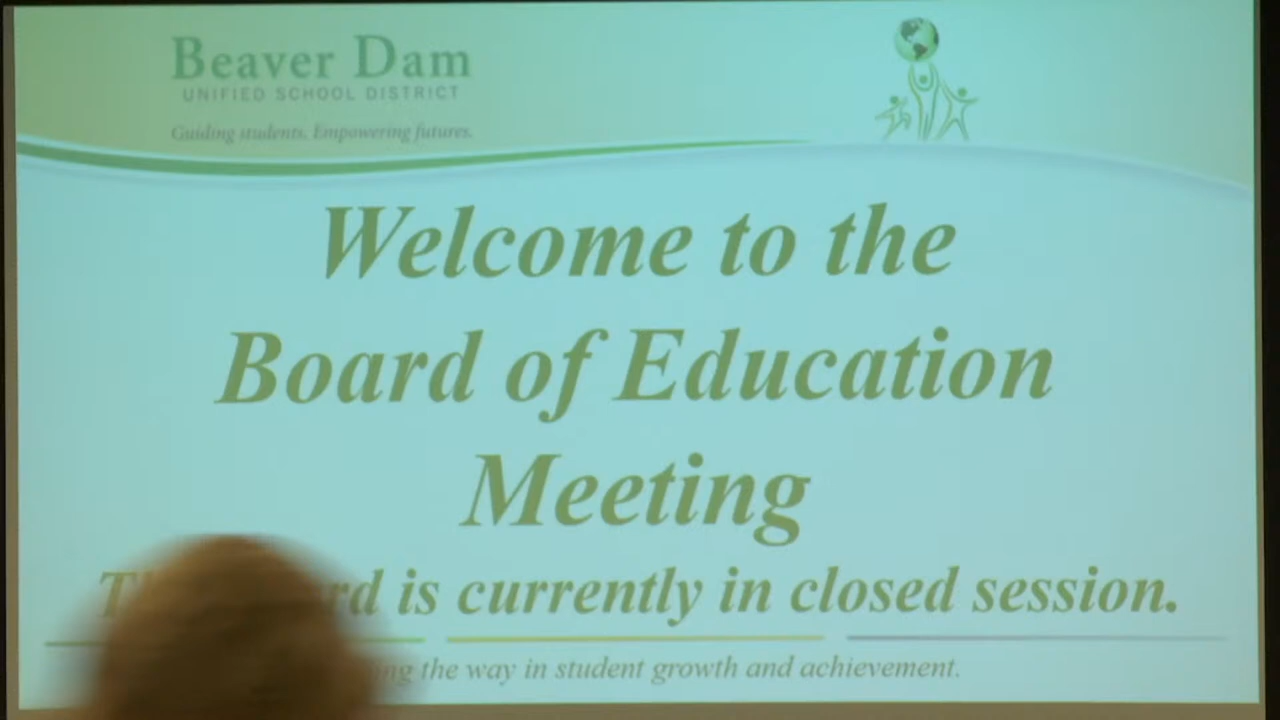 Beaver Dam
UNIFIED SCHOOL DISTRICT
Guiding students. Empowering futures.
Welcome to the
Board of Education
Meeting
is currently in closed session.
the way in student growth and achievement.